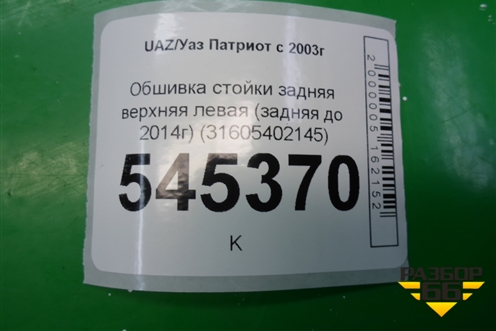 UAZ/Уаз Патриот с 2003г
Обшивка стойки задняя
верхняя левая (задняя до
2014г) (31605402145)
545370
К
2000005162152
РАЗБОР
66